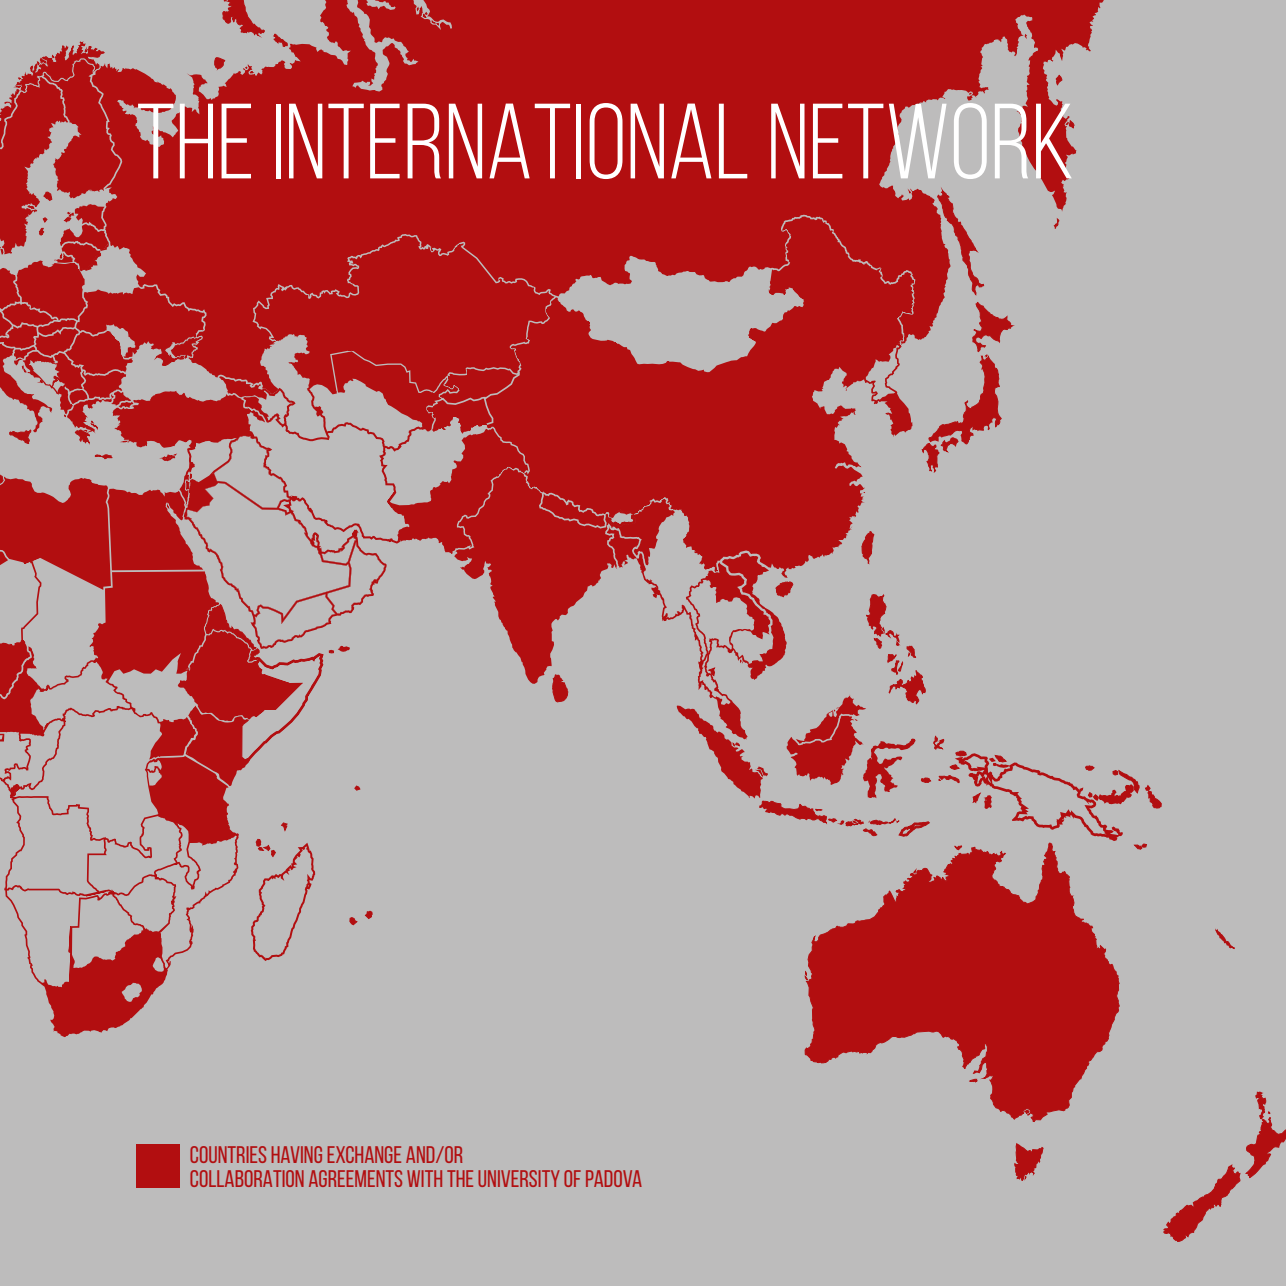 THE INTERNATIONAL NETWORK
COUNTRIES HAVING EXCHANGE AND/OR
COLLABORATION AGREEMENTS WITH THE UNIVERSITY OF PADOVA